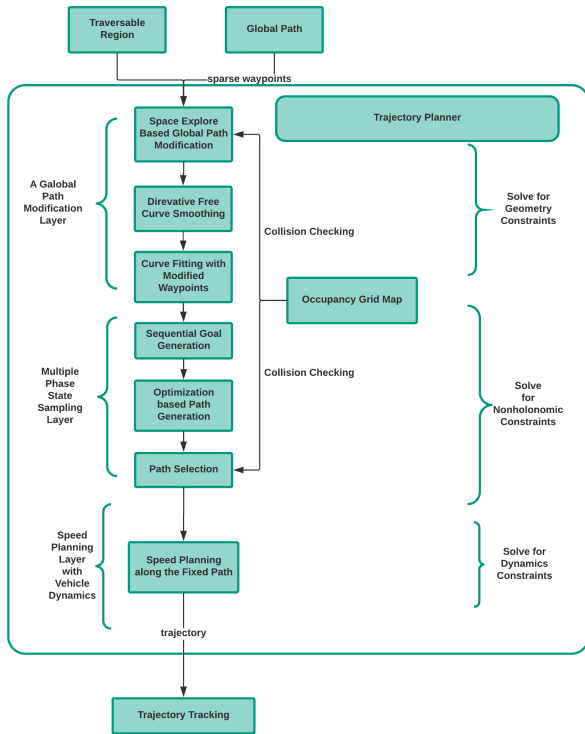 Traversable
Region
Global Path
sparse waypoints
Trajectory Planner
Space Explore
Based Global Path
Modification
A Galobal
Path
Modification
Layer
Direvative Free
Curve Smoothing
Solve for
Geometry
Constraints
Collision Checking
Curve Fitting with
Modified
Waypoints
Occupancy Grid Map
Sequential Goal
Generation
Collision Checking
Multiple
Phase
State
Sampling
Layer
Optimization
based Path
Generation
Solve
for
Nonholonomic
Constraints
Path Selection
Speed
Planning
Layer
with
Vehicle
Dynamics
Speed Planning
along the Fixed Path
Solve for
Dynamics
Constraints
trajectory
Trajectory Tracking